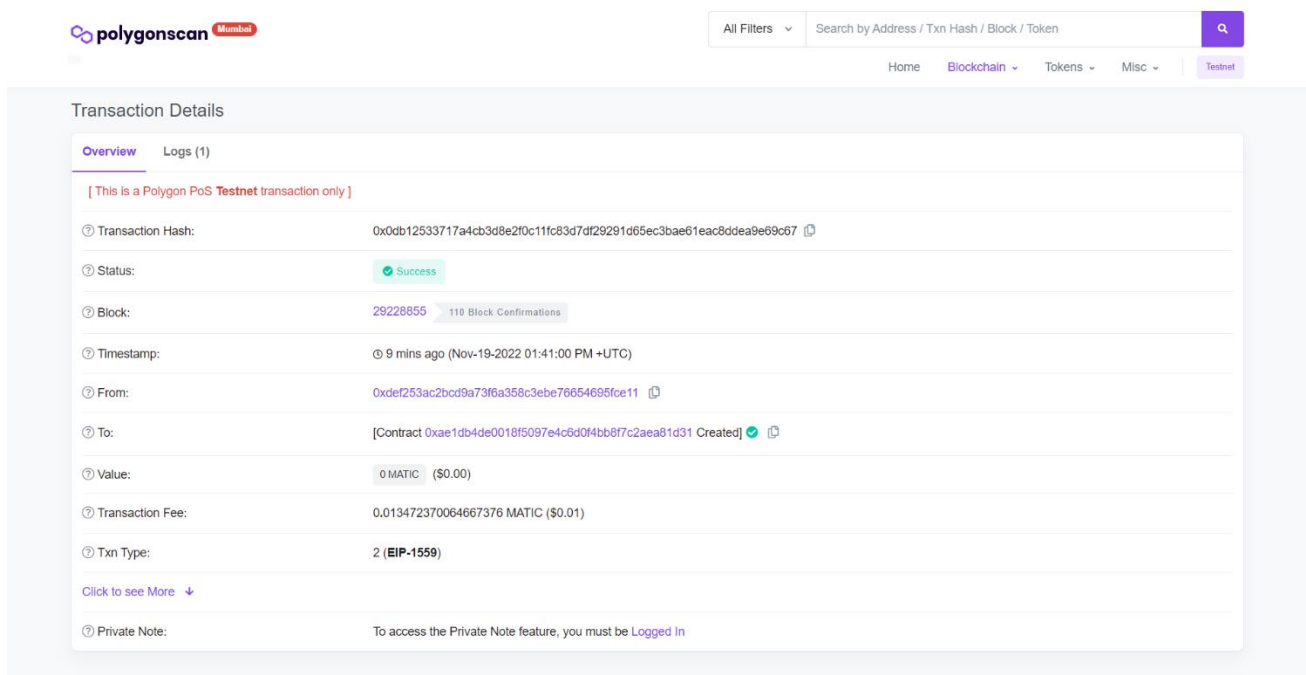 polygonscan Mumbai
All Filters Search by Address / Txn Hash / Block / Token
Home Blockchain Tokens Misc Testnet
Transaction Details
Overview Logs (1)
[ This is a Polygon PoS Testnet transaction only ]
Transaction Hash: 0x0db12533717a4cb3d8e2f0c11fc83d7df29291d65ec3bae61eac8ddea9e69c67
Status: Success
Block: 29228855 110 Block Confirmations
Timestamp: 9 mins ago (Nov-19-2022 01:41:00 PM +UTC)
From: 0xdef253ac2bcd9a73f6a358c3ebe76654695fce11
To: [Contract 0xae1db4de0018f5097e4c6d0f4bb8f7c2aea81d31 Created]
Value: 0 MATIC ($0.00)
Transaction Fee: 0.013472370064667376 MATIC ($0.01)
Txn Type: 2 (EIP-1559)
Click to see More
Private Note: To access the Private Note feature, you must be Logged In